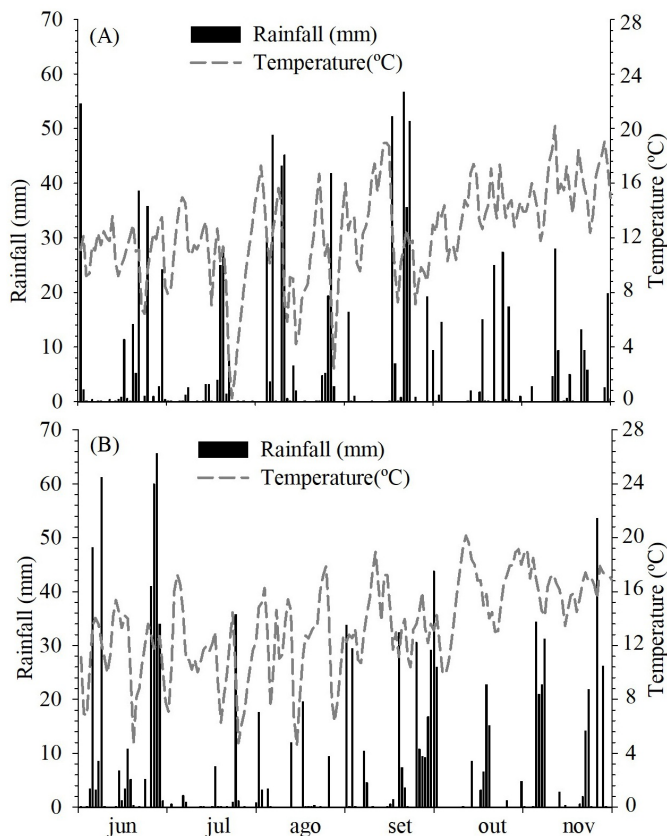 (A)
Rainfall (mm)
Temperature(ºC)
70
60
50
40
30
20
10
0
Rainfall (mm)
28
24
20
16
12
8
4
0
Temperature (ºC)
(B)
Rainfall (mm)
Temperature(ºC)
70
60
50
40
30
20
10
0
Rainfall (mm)
28
24
20
16
12
8
4
0
Temperature (ºC)
jun jul ago set out nov